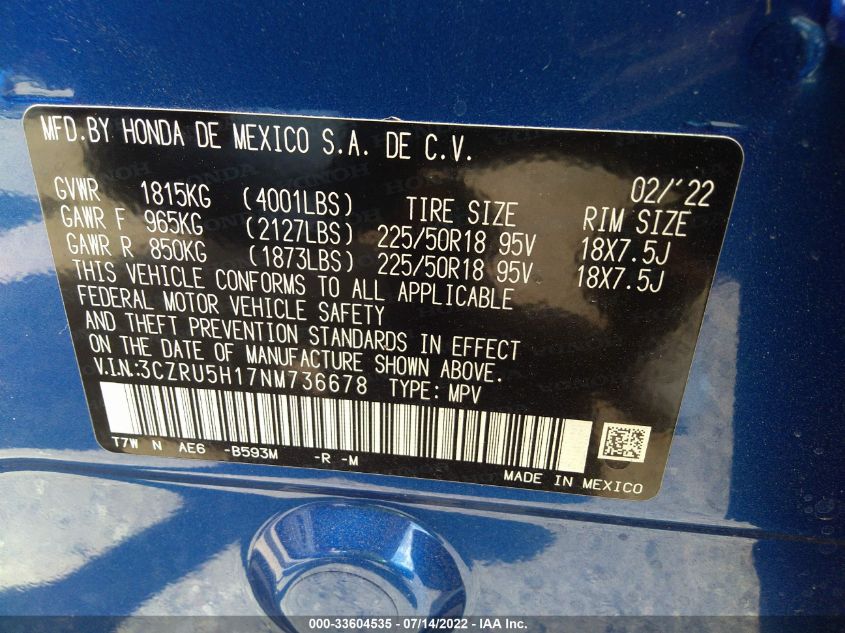 MFD.BY HONDA DE MEXICO S.A. DE C.V.
02/'22
GVWR 1815KG (4001LBS) TIRE SIZE RIM SIZE
GAWR F 965KG (2127LBS) 225/50R18 95V 18X7.5J
GAWR R 850KG (1873LBS) 225/50R18 95V 18X7.5J
THIS VEHICLE CONFORMS TO ALL APPLICABLE
FEDERAL MOTOR VEHICLE SAFETY
AND THEFT PREVENTION STANDARDS IN EFFECT
ON THE DATE OF MANUFACTURE SHOWN ABOVE.
V.I.N.:3CZRU5H17NM736678 TYPE: MPV
T7W N AE6 -B593M -R -M
MADE IN MEXICO
000-33604535 - 07/14/2022 - IAA Inc.